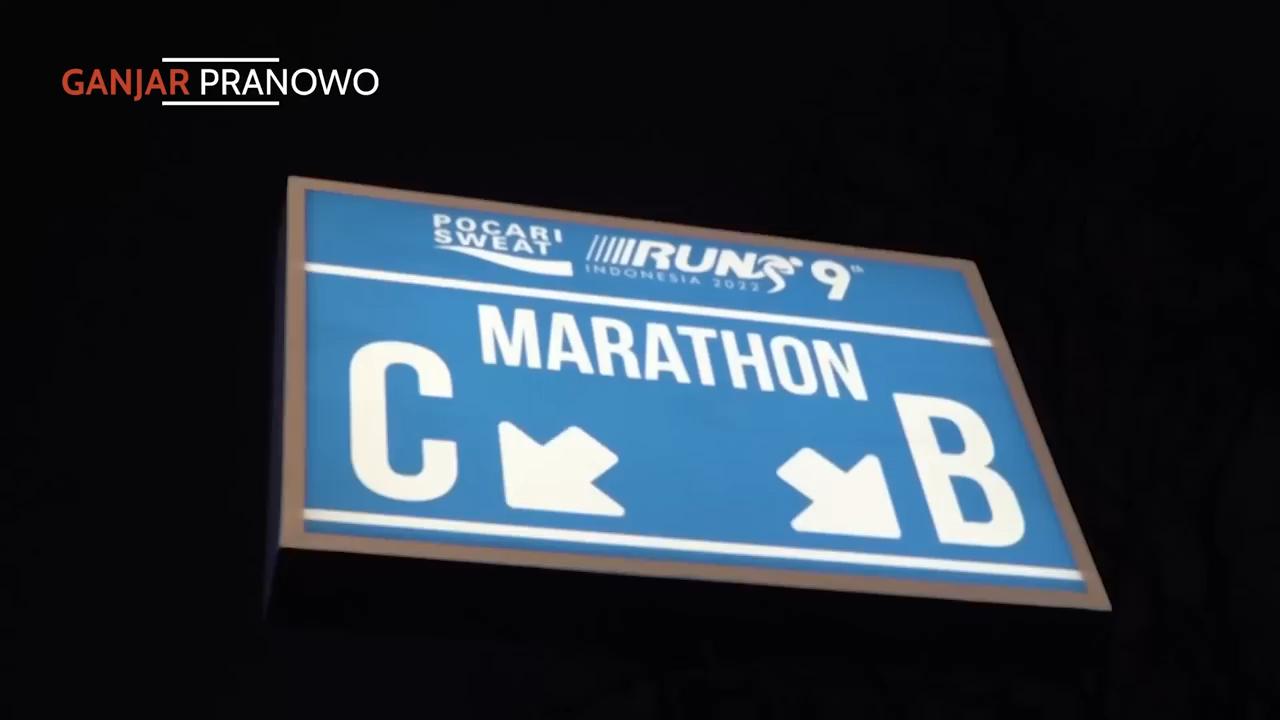 GANJAR PRANOWO
POCARI SWEAT
RUN 9th
INDONESIA 2022
MARATHON
C B